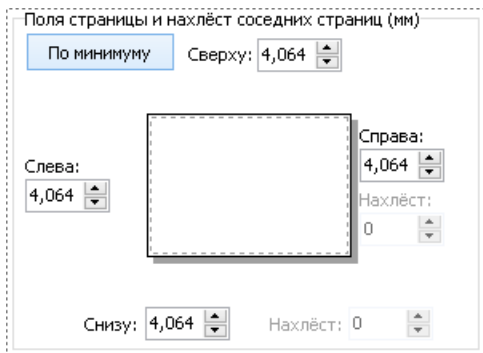 Поля страницы и нахлёст соседних страниц (мм)
По минимуму Сверху: 4,064
Справа:
Слева: 4,064
4,064 Нахлёст:
0
Снизу: 4,064 Нахлёст: 0